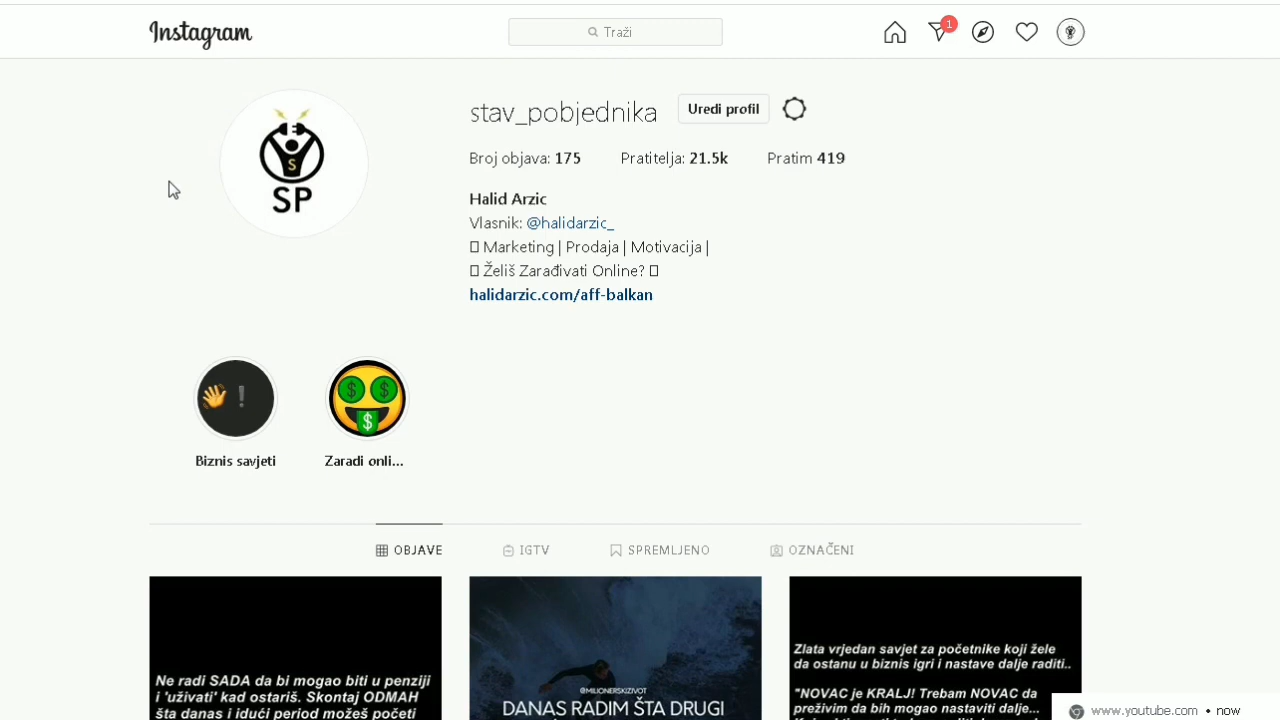 Instagram
Traži
1
stav_pobjednika
Uredi profil
Broj objava: 175
Pratitelja: 21.5k
Pratim 419
S
SP
Halid Arzic
Vlasnik: @halidarzic_
Marketing | Prodaja | Motivacija |
Želiš Zarađivati Online?
halidarzic.com/aff-balkan
Biznis savjeti
Zaradi onli...
OBJAVE
IGTV
SPREMLJENO
OZNAČENI
Ne radi SADA da bi mogao biti u penziji
i 'uživati' kad ostariš. Skontaj ODMAH
šta danas i idući period možeš početi
@MILIONERSKIZIVOT
DANAS RADIM ŠTA DRUGI
Zlata vrjedan savjet za početnike koji žele
da ostanu u biznis igri i nastave dalje raditi..
"NOVAC je KRALJ! Trebam NOVAC da
preživim da bih mogao nastaviti dalje...
www.youtube.com • now